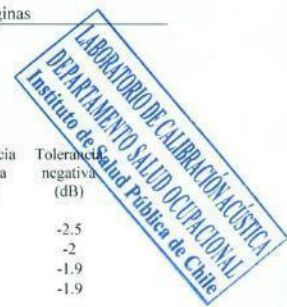 ginas
LABORATORIO DE CALIBRACIÓN ACÚSTICA
DEPARTAMENTO SALUD OCUPACIONAL
Instituto de Salud Pública de Chile
cia Tolerancia
a negativa
(dB)
-2.5
-2
-1.9
-1.9